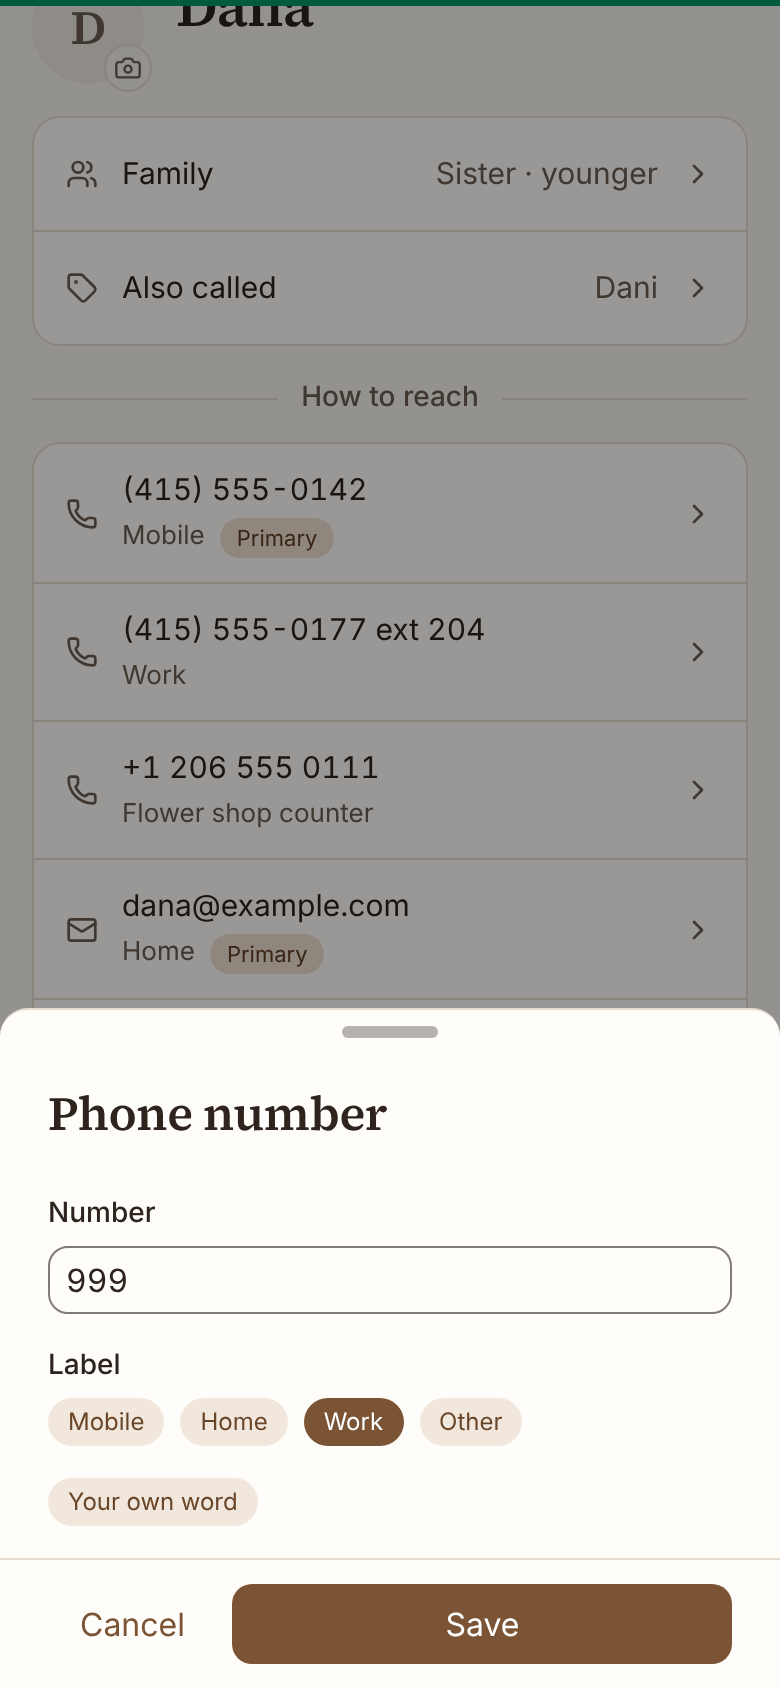 D
Dana
Family
Sister · younger
Also called
Dani
How to reach
(415) 555-0142
Mobile
Primary
(415) 555-0177 ext 204
Work
+1 206 555 0111
Flower shop counter
dana@example.com
Home
Primary
Phone number
Number
999
Label
Mobile
Home
Work
Other
Your own word
Cancel
Save